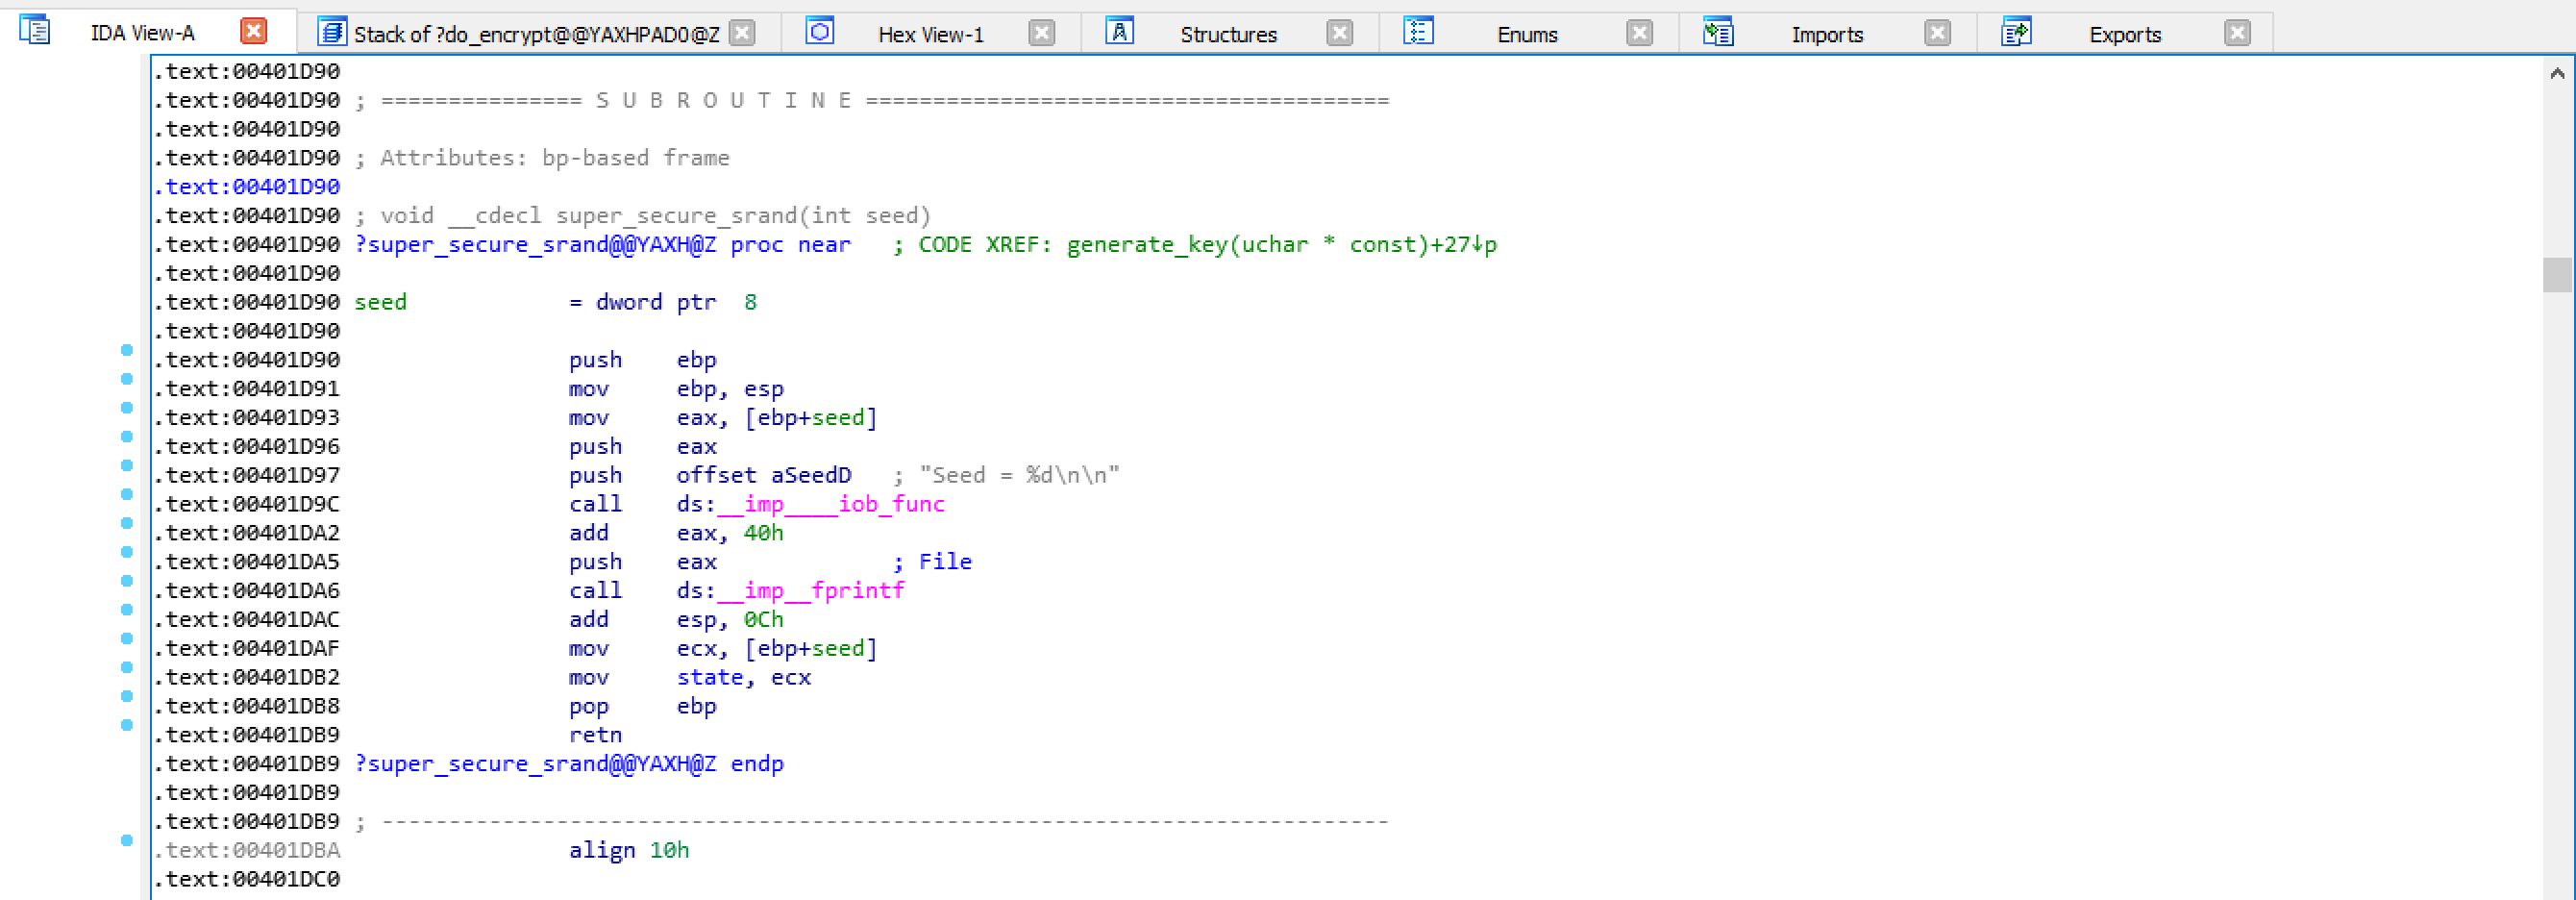 IDA View-A Stack of ?do_encrypt@@YAXHPAD0@Z Hex View-1 Structures Enums Imports Exports
.text:00401D90
.text:00401D90 ; =============== S U B R O U T I N E =======================================
.text:00401D90
.text:00401D90 ; Attributes: bp-based frame
.text:00401D90
.text:00401D90 ; void __cdecl super_secure_srand(int seed)
.text:00401D90 ?super_secure_srand@@YAXH@Z proc near ; CODE XREF: generate_key(uchar * const)+27↓p
.text:00401D90
.text:00401D90 seed = dword ptr 8
.text:00401D90
.text:00401D90 push ebp
.text:00401D91 mov ebp, esp
.text:00401D93 mov eax, [ebp+seed]
.text:00401D96 push eax
.text:00401D97 push offset aSeedD ; "Seed = %d\n\n"
.text:00401D9C call ds:__imp____iob_func
.text:00401DA2 add eax, 40h
.text:00401DA5 push eax ; File
.text:00401DA6 call ds:__imp__fprintf
.text:00401DAC add esp, 0Ch
.text:00401DAF mov ecx, [ebp+seed]
.text:00401DB2 mov state, ecx
.text:00401DB8 pop ebp
.text:00401DB9 retn
.text:00401DB9 ?super_secure_srand@@YAXH@Z endp
.text:00401DB9
.text:00401DB9 ; ---------------------------------------------------------------------------
.text:00401DBA align 10h
.text:00401DC0